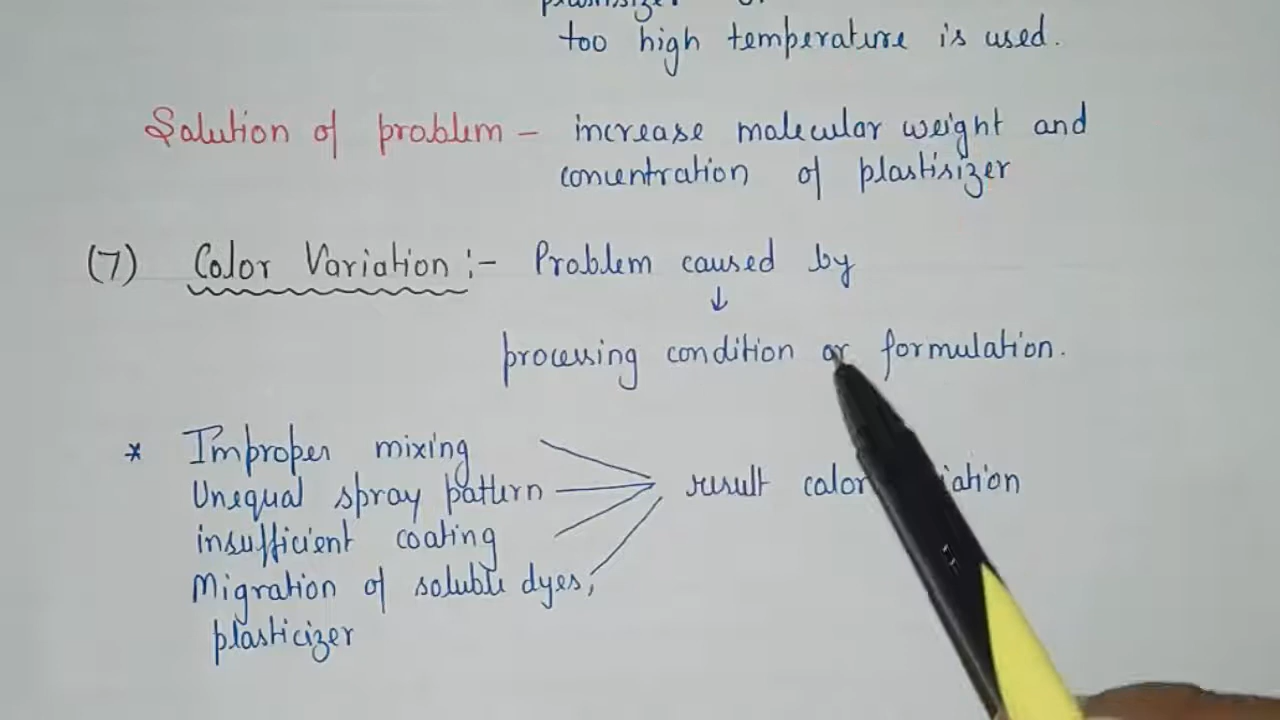 too high temperature is used.
Solution of problem - increase molecular weight and
concentration of plastisizer
(7) Color Variation :- Problem caused by
↓
processing condition or formulation.
* Improper mixing
Unequal spray pattern
result color
insufficient coating
Migration of soluble dyes,
plasticizer